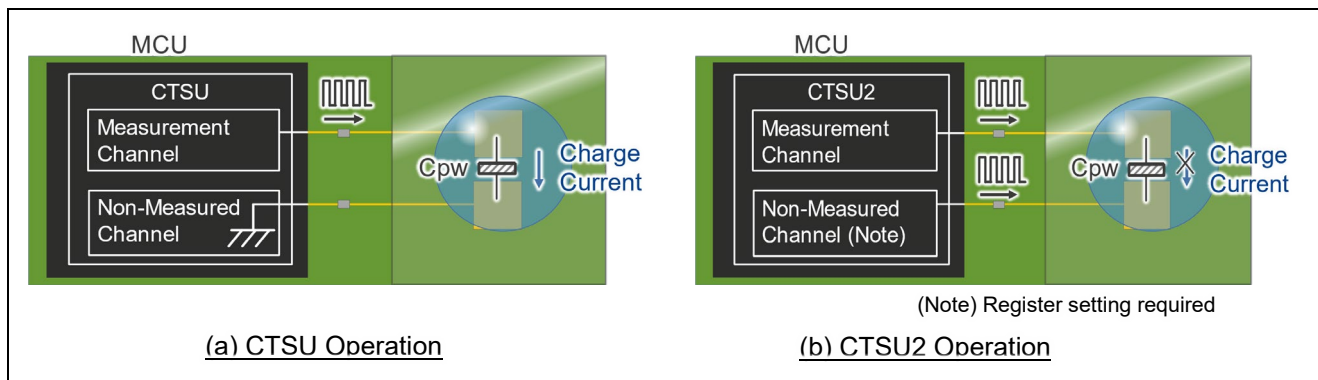 MCU
CTSU
Measurement
Channel
Non-Measured
Channel
Cpw
Charge
Current
(a) CTSU Operation
MCU
CTSU2
Measurement
Channel
Non-Measured
Channel (Note)
Cpw
Charge
Current
(Note) Register setting required
(b) CTSU2 Operation